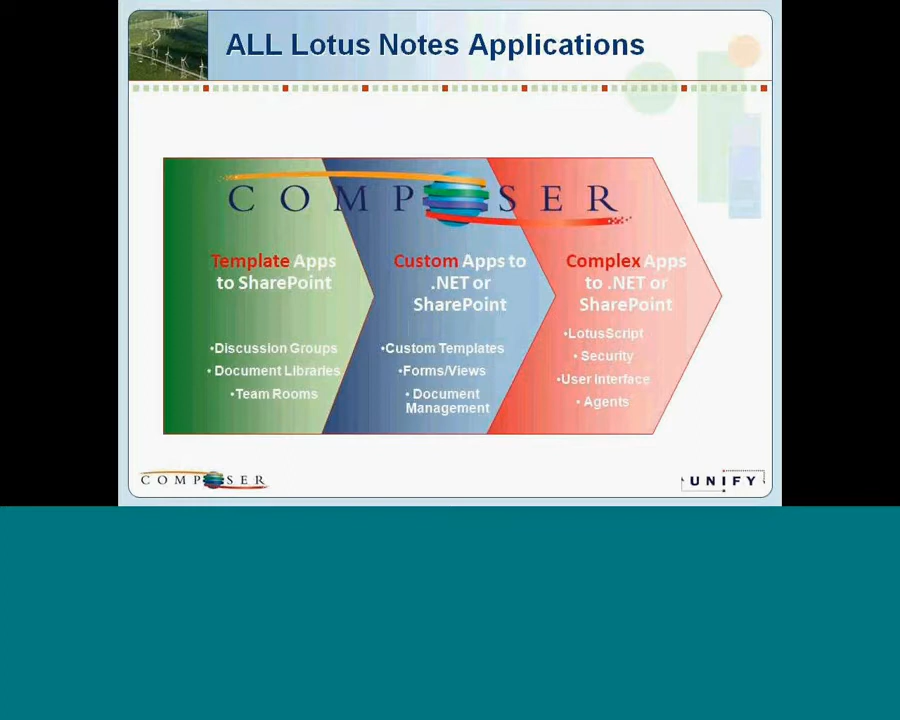 ALL Lotus Notes Applications
COMPOSER
Template Apps
to SharePoint
•Discussion Groups
• Document Libraries
•Team Rooms
Custom Apps to
.NET or
SharePoint
•Custom Templates
•Forms/Views
• Document
Management
Complex Apps
to .NET or
SharePoint
•LotusScript
• Security
•User Interface
• Agents
COMPOSER
UNIFY